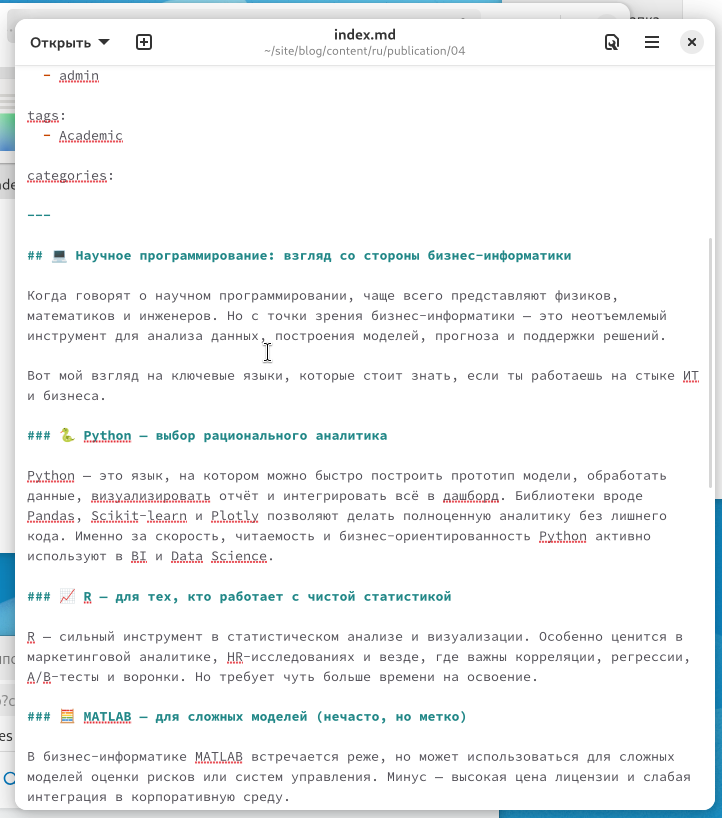 Открыть
index.md
~/site/blog/content/ru/publication/04
- admin
tags:
- Academic
categories:
---
## 💻 Научное программирование: взгляд со стороны бизнес-информатики
Когда говорят о научном программировании, чаще всего представляют физиков,
математиков и инженеров. Но с точки зрения бизнес-информатики — это неотъемлемый
инструмент для анализа данных, построения моделей, прогноза и поддержки решений.
Вот мой взгляд на ключевые языки, которые стоит знать, если ты работаешь на стыке ИТ
и бизнеса.
### 🐍 Python — выбор рационального аналитика
Python — это язык, на котором можно быстро построить прототип модели, обработать
данные, визуализировать отчёт и интегрировать всё в дашборд. Библиотеки вроде
Pandas, Scikit-learn и Plotly позволяют делать полноценную аналитику без лишнего
кода. Именно за скорость, читаемость и бизнес-ориентированность Python активно
используют в BI и Data Science.
### 📈 R — для тех, кто работает с чистой статистикой
R — сильный инструмент в статистическом анализе и визуализации. Особенно ценится в
маркетинговой аналитике, HR-исследованиях и везде, где важны корреляции, регрессии,
A/B-тесты и воронки. Но требует чуть больше времени на освоение.
### 🧮 MATLAB — для сложных моделей (нечасто, но метко)
В бизнес-информатике MATLAB встречается реже, но может использоваться для сложных
моделей оценки рисков или систем управления. Минус — высокая цена лицензии и слабая
интеграция в корпоративную среду.